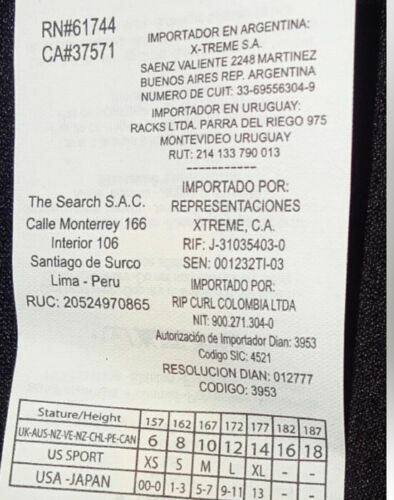 RN#61744
CA#37571
IMPORTADOR EN ARGENTINA:
X-TREME S.A.
SAENZ VALIENTE 2248 MARTINEZ
BUENOS AIRES REP. ARGENTINA
NUMERO DE CUIT: 33-69556304-9
IMPORTADOR EN URUGUAY:
RACKS LTDA. PARRA DEL RIEGO 975
MONTEVIDEO URUGUAY
RUT: 214 133 790 013
-----------
The Search S.A.C.
Calle Monterrey 166
Interior 106
Santiago de Surco
Lima - Peru
RUC: 20524970865
IMPORTADO POR:
REPRESENTACIONES
XTREME, C.A.
RIF: J-31035403-0
SEN: 001232TI-03
IMPORTADO POR:
RIP CURL COLOMBIA LTDA
NIT: 900.271.304-0
Autorización de Importador Dian: 3953
Codigo SIC: 4521
RESOLUCION DIAN: 012777
CODIGO: 3953
Stature/Height 157 162 167 172 177 182 187
UK-AUS-NZ-VE-NZ-CHL-PE-CAN 6 8 10 12 14 16 18
US SPORT XS S M L XL - -
USA -JAPAN 00-0 1-3 5-7 9-11 13 - -